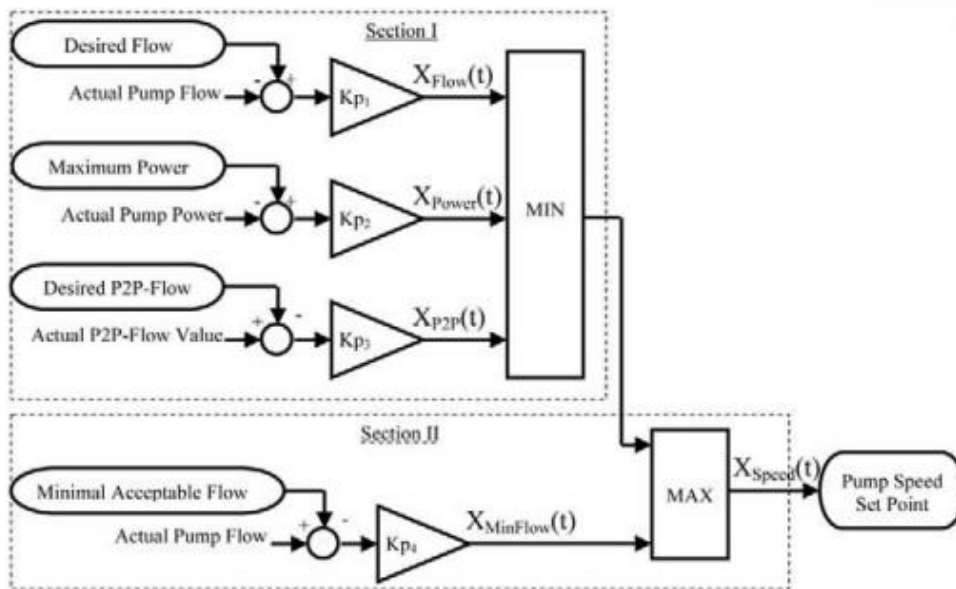 Section I
Desired Flow
- +
Actual Pump Flow
Kp1
XFlow(t)
Maximum Power
- +
Actual Pump Power
Kp2
XPower(t)
MIN
Desired P2P-Flow
+ -
Actual P2P-Flow Value
Kp3
XP2P(t)
Section II
Minimal Acceptable Flow
+ -
Actual Pump Flow
Kp4
XMinFlow(t)
MAX
XSpeed(t)
Pump Speed
Set Point